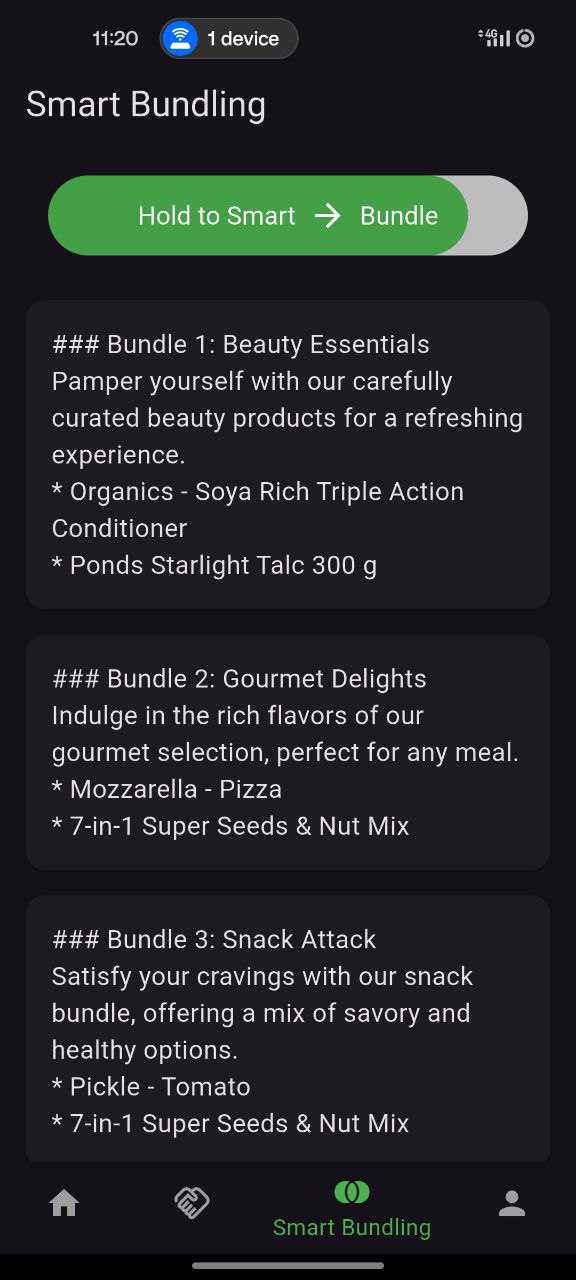 11:20
1 device
4G
Smart Bundling
Hold to Smart → Bundle
### Bundle 1: Beauty Essentials
Pamper yourself with our carefully
curated beauty products for a refreshing
experience.
* Organics - Soya Rich Triple Action
Conditioner
* Ponds Starlight Talc 300 g
### Bundle 2: Gourmet Delights
Indulge in the rich flavors of our
gourmet selection, perfect for any meal.
* Mozzarella - Pizza
* 7-in-1 Super Seeds & Nut Mix
### Bundle 3: Snack Attack
Satisfy your cravings with our snack
bundle, offering a mix of savory and
healthy options.
* Pickle - Tomato
* 7-in-1 Super Seeds & Nut Mix
Smart Bundling